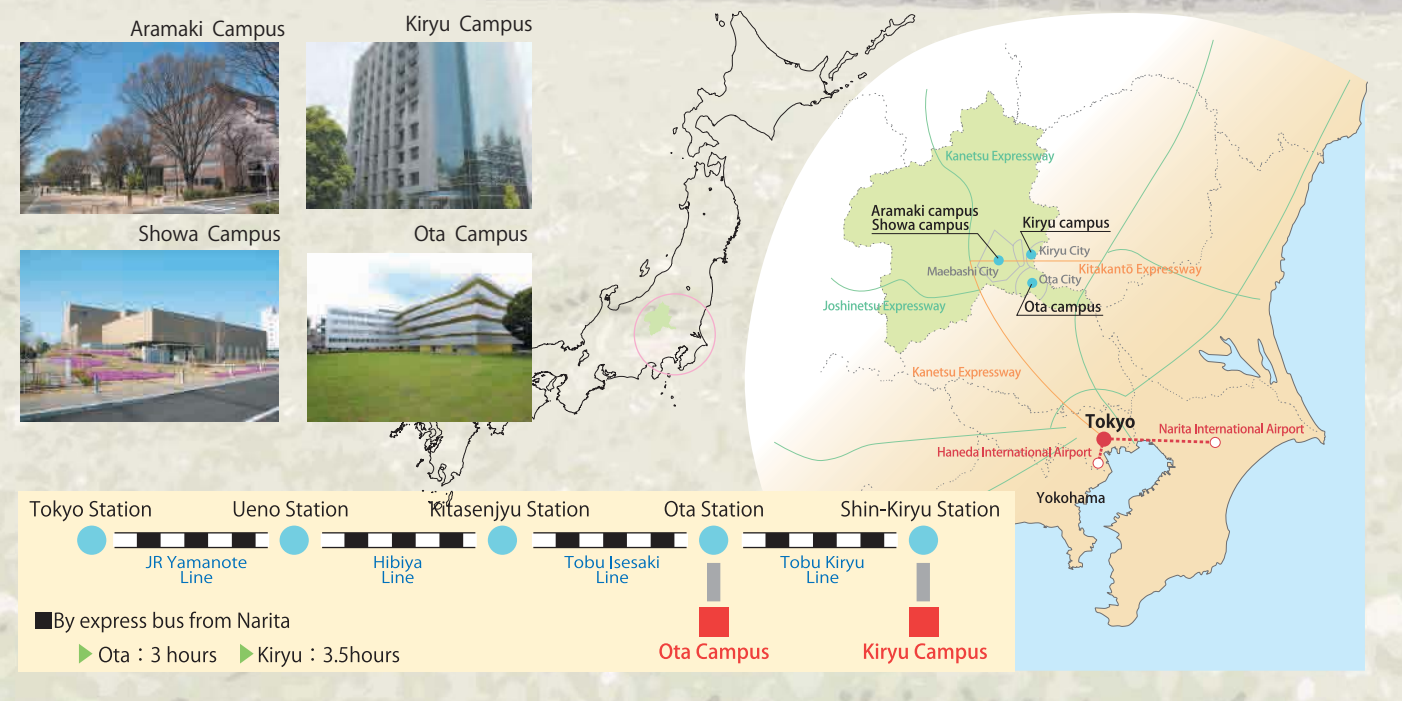 Aramaki Campus
Kiryu Campus
Showa Campus
Ota Campus
Kanetsu Expressway
Aramaki campus
Showa campus
Kiryu campus
Kiryu City
Maebashi City
Kitakantō Expressway
Ota City
Joshinetsu Expressway
Ota campus
Kanetsu Expressway
Tokyo
Narita International Airport
Haneda International Airport
Yokohama
Tokyo Station
Ueno Station
Kitasenjyu Station
Ota Station
Shin-Kiryu Station
JR Yamanote
Line
Hibiya
Line
Tobu Isesaki
Line
Tobu Kiryu
Line
■By express bus from Narita
▶ Ota：3 hours ▶Kiryu：3.5hours
Ota Campus
Kiryu Campus